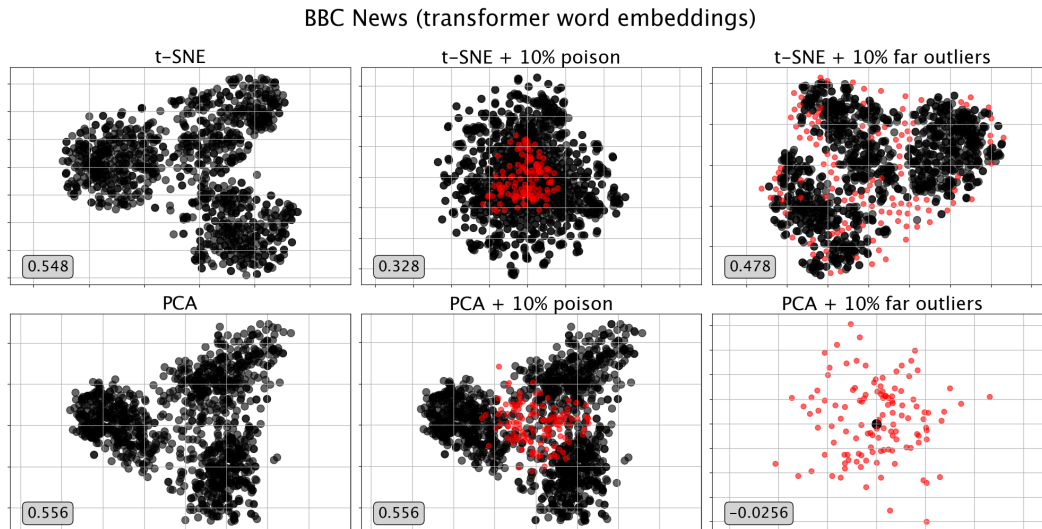 BBC News (transformer word embeddings)
t-SNE
t-SNE + 10% poison
t-SNE + 10% far outliers
0.548
0.328
0.478
PCA
PCA + 10% poison
PCA + 10% far outliers
0.556
0.556
−0.0256